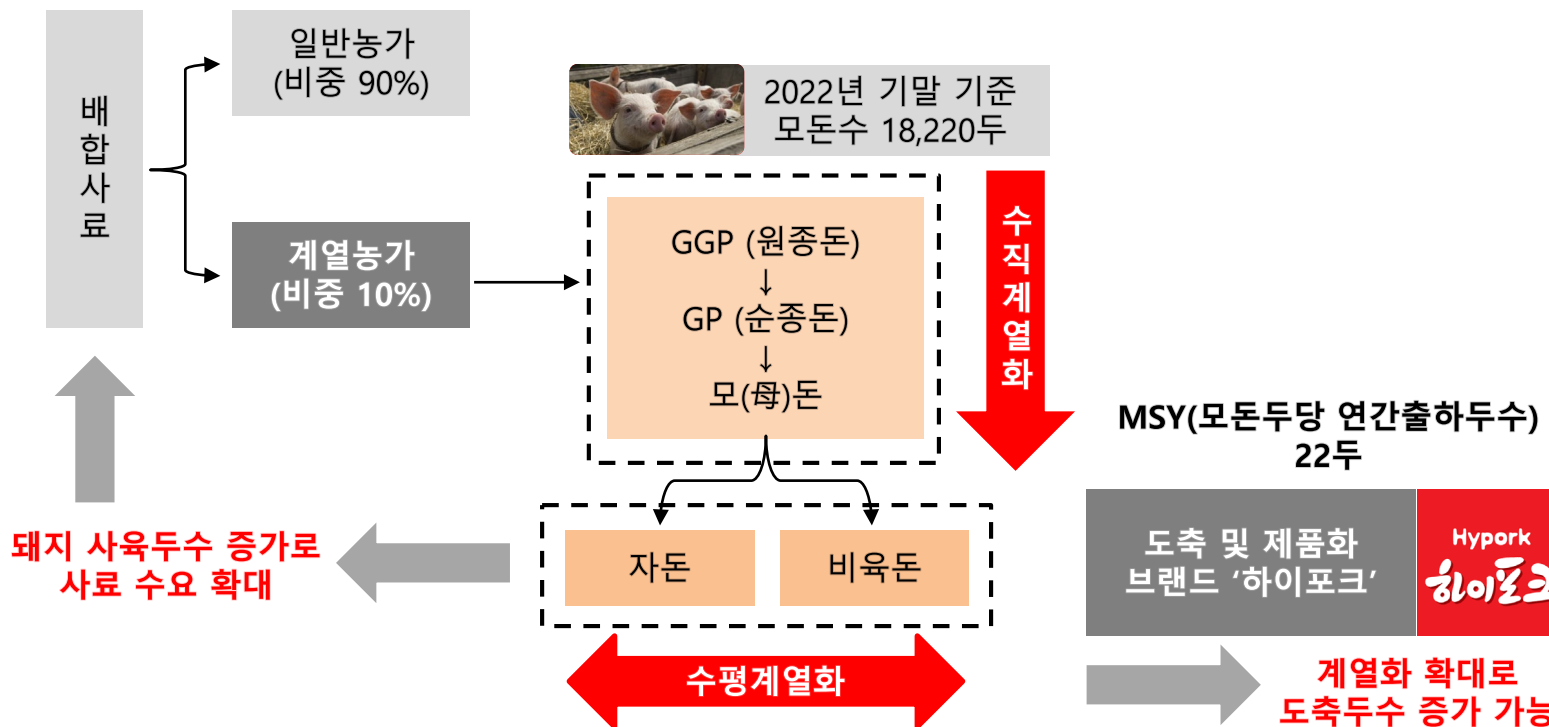 배
합
사
료
일반농가
(비중 90%)
계열농가
(비중 10%)
2022년 기말 기준
모돈수 18,220두
GGP (원종돈)
↓
GP (순종돈)
↓
모(母)돈
수
직
계
열
화
자돈
비육돈
수평계열화
돼지 사육두수 증가로
사료 수요 확대
MSY(모돈두당 연간출하두수)
22두
도축 및 제품화
브랜드 ‘하이포크’
Hypork
하이포크
계열화 확대로
도축두수 증가 가능